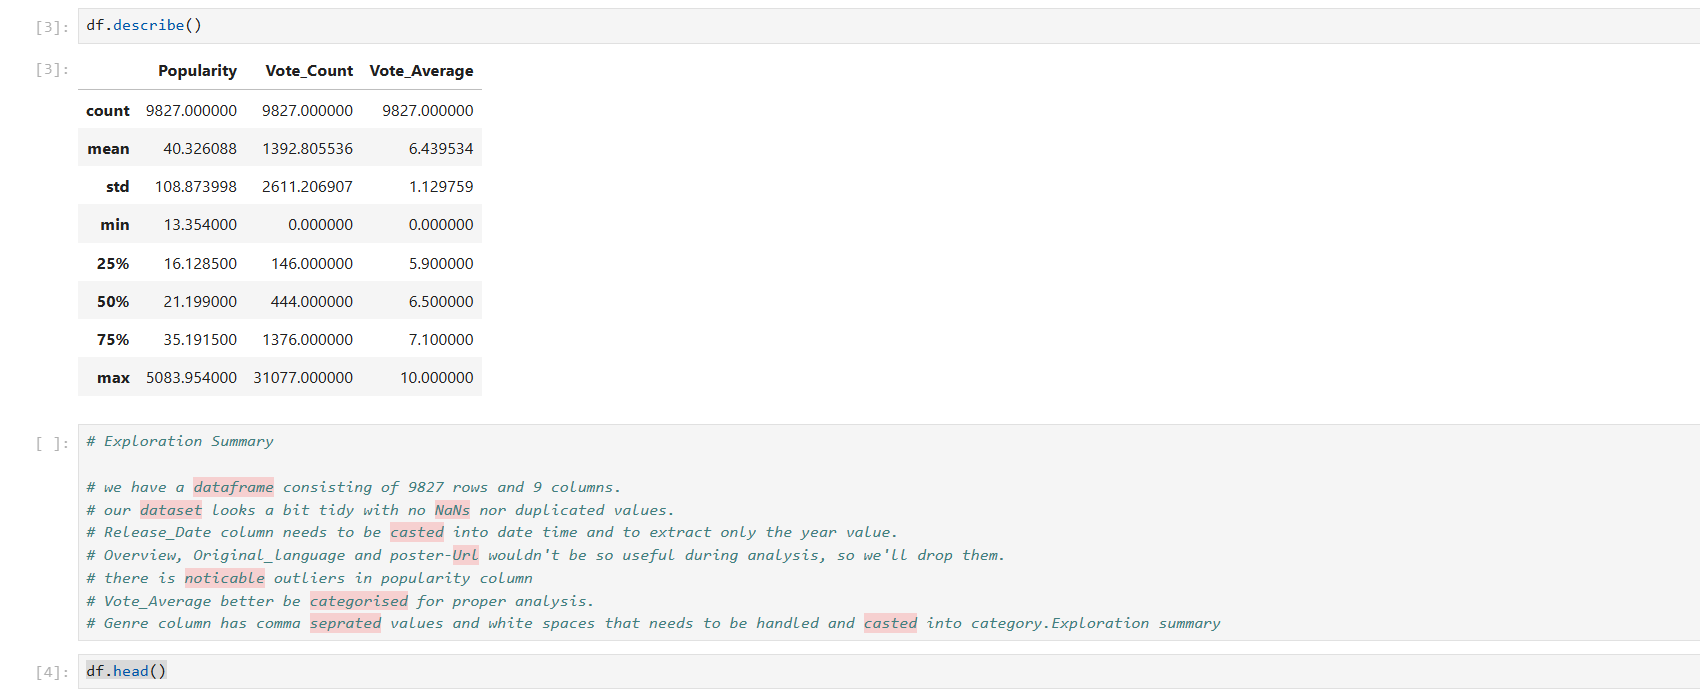 [3]: df.describe()
[3]: Popularity Vote_Count Vote_Average
count 9827.000000 9827.000000 9827.000000
mean 40.326088 1392.805536 6.439534
std 108.873998 2611.206907 1.129759
min 13.354000 0.000000 0.000000
25% 16.128500 146.000000 5.900000
50% 21.199000 444.000000 6.500000
75% 35.191500 1376.000000 7.100000
max 5083.954000 31077.000000 10.000000
[ ]: # Exploration Summary
# we have a dataframe consisting of 9827 rows and 9 columns.
# our dataset looks a bit tidy with no NaNs nor duplicated values.
# Release_Date column needs to be casted into date time and to extract only the year value.
# Overview, Original_language and poster-Url wouldn't be so useful during analysis, so we'll drop them.
# there is noticable outliers in popularity column
# Vote_Average better be categorised for proper analysis.
# Genre column has comma seprated values and white spaces that needs to be handled and casted into category.Exploration summary
[4]: df.head()